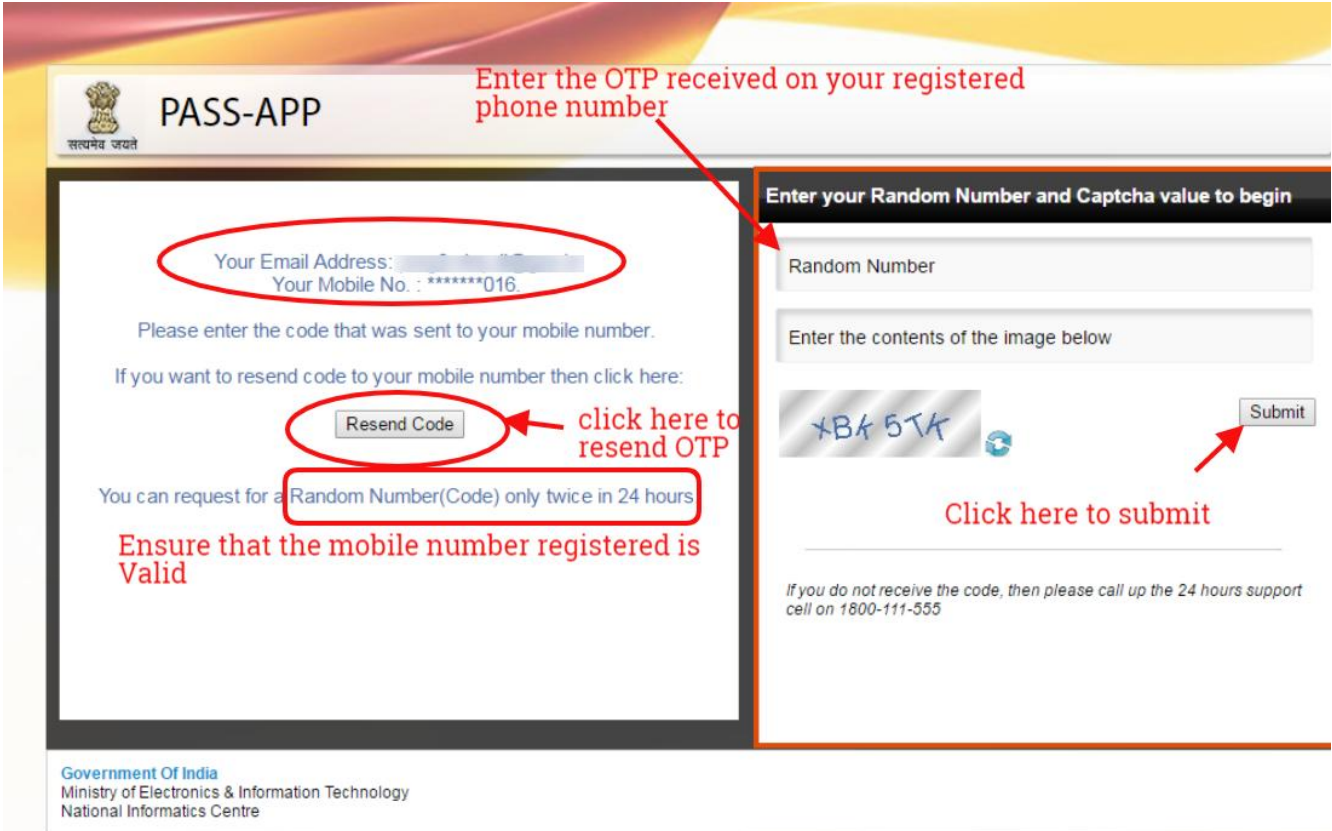 Enter the OTP received on your registered
phone number
सत्यमेव जयते
PASS-APP
Your Email Address:
Your Mobile No. : *******016.
Please enter the code that was sent to your mobile number.
If you want to resend code to your mobile number then click here:
Resend Code
click here to
resend OTP
You can request for a Random Number(Code) only twice in 24 hours
Ensure that the mobile number registered is
Valid
Enter your Random Number and Captcha value to begin
Random Number
Enter the contents of the image below
XBK5TK
Submit
Click here to submit
If you do not receive the code, then please call up the 24 hours support
cell on 1800-111-555
Government Of India
Ministry of Electronics & Information Technology
National Informatics Centre